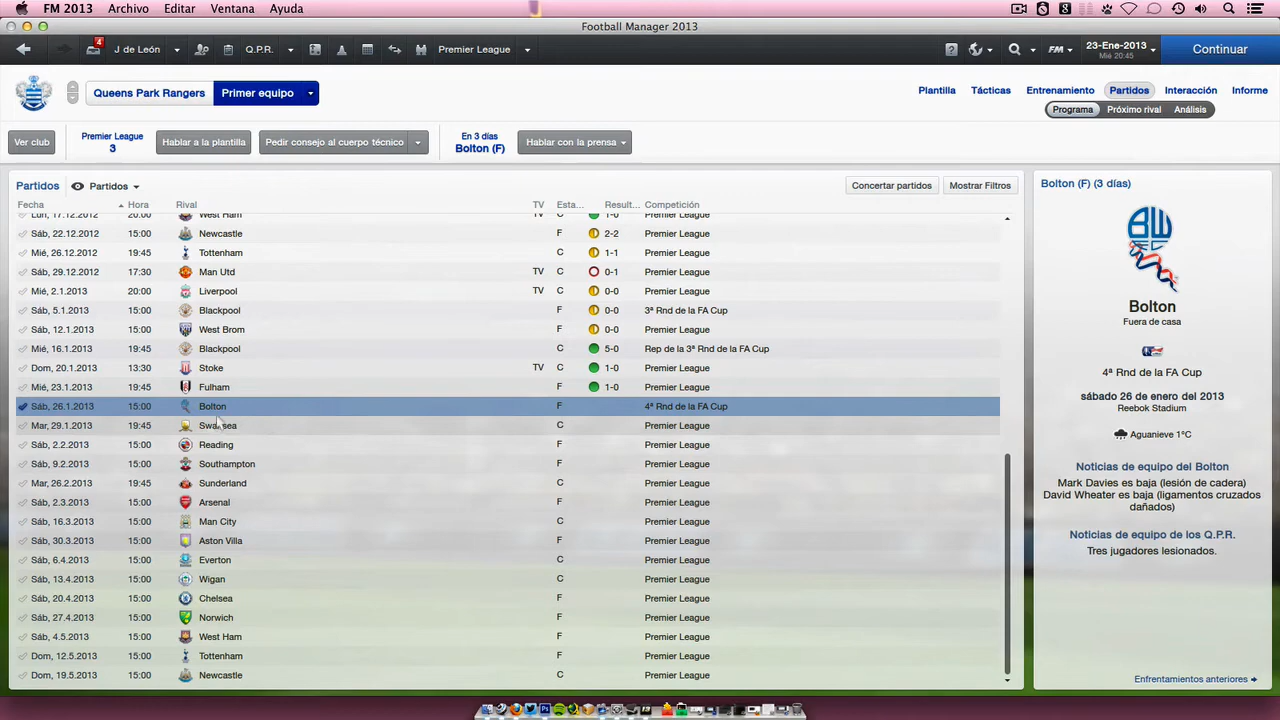 FM 2013 Archivo Editar Ventana Ayuda
Football Manager 2013
4 J de León Q.P.R. Premier League ? FM 23-Ene-2013 Continuar
Mié 20:45
Queens Park Rangers Primer equipo Plantilla Tácticas Entrenamiento Partidos Interacción Informe
Programa Próximo rival Análisis
Ver club Premier League Hablar a la plantilla Pedir consejo al cuerpo técnico En 3 días Hablar con la prensa
3 Bolton (F)
Partidos Partidos Concertar partidos Mostrar Filtros
Fecha Hora Rival TV Esta... Result... Competición
Lun, 17.12.2012 20:00 West Ham C 1-0 Premier League
Sáb, 22.12.2012 15:00 Newcastle F 2-2 Premier League
Mié, 26.12.2012 19:45 Tottenham C 1-1 Premier League
Sáb, 29.12.2012 17:30 Man Utd TV C 0-1 Premier League
Mié, 2.1.2013 20:00 Liverpool TV C 0-0 Premier League
Sáb, 5.1.2013 15:00 Blackpool F 0-0 3ª Rnd de la FA Cup
Sáb, 12.1.2013 15:00 West Brom F 0-0 Premier League
Mié, 16.1.2013 19:45 Blackpool C 5-0 Rep de la 3ª Rnd de la FA Cup
Dom, 20.1.2013 13:30 Stoke TV C 1-0 Premier League
Mié, 23.1.2013 19:45 Fulham F 1-0 Premier League
Sáb, 26.1.2013 15:00 Bolton F 4ª Rnd de la FA Cup
Mar, 29.1.2013 19:45 Swansea C Premier League
Sáb, 2.2.2013 15:00 Reading F Premier League
Sáb, 9.2.2013 15:00 Southampton F Premier League
Mar, 26.2.2013 19:45 Sunderland C Premier League
Sáb, 2.3.2013 15:00 Arsenal F Premier League
Sáb, 16.3.2013 15:00 Man City C Premier League
Sáb, 30.3.2013 15:00 Aston Villa F Premier League
Sáb, 6.4.2013 15:00 Everton C Premier League
Sáb, 13.4.2013 15:00 Wigan C Premier League
Sáb, 20.4.2013 15:00 Chelsea F Premier League
Sáb, 27.4.2013 15:00 Norwich F Premier League
Sáb, 4.5.2013 15:00 West Ham F Premier League
Dom, 12.5.2013 15:00 Tottenham F Premier League
Dom, 19.5.2013 15:00 Newcastle C Premier League
Bolton (F) (3 días)
BW
Bolton
Fuera de casa
4ª Rnd de la FA Cup
sábado 26 de enero del 2013
Reebok Stadium
Aguanieve 1°C
Noticias de equipo del Bolton
Mark Davies es baja (lesión de cadera)
David Wheater es baja (ligamentos cruzados
dañados)
Noticias de equipo de los Q.P.R.
Tres jugadores lesionados.
Enfrentamientos anteriores